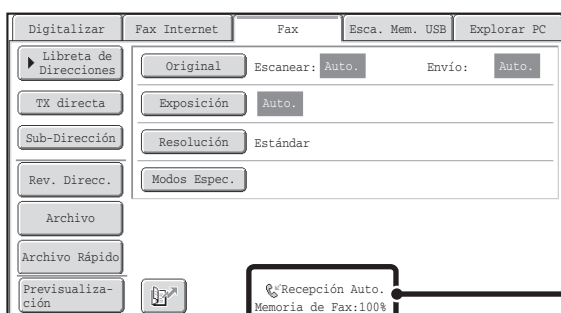 Digitalizar
Fax Internet
Fax
Esca. Mem. USB
Explorar PC
Libreta de
Direcciones
Original
Escanear: Auto.
Envío: Auto.
TX directa
Exposición
Auto.
Sub-Dirección
Resolución
Estándar
Rev. Direcc.
Modos Espec.
Archivo
Archivo Rápido
Previsualiza-
ción
Recepción Auto.
Memoria de Fax:100%